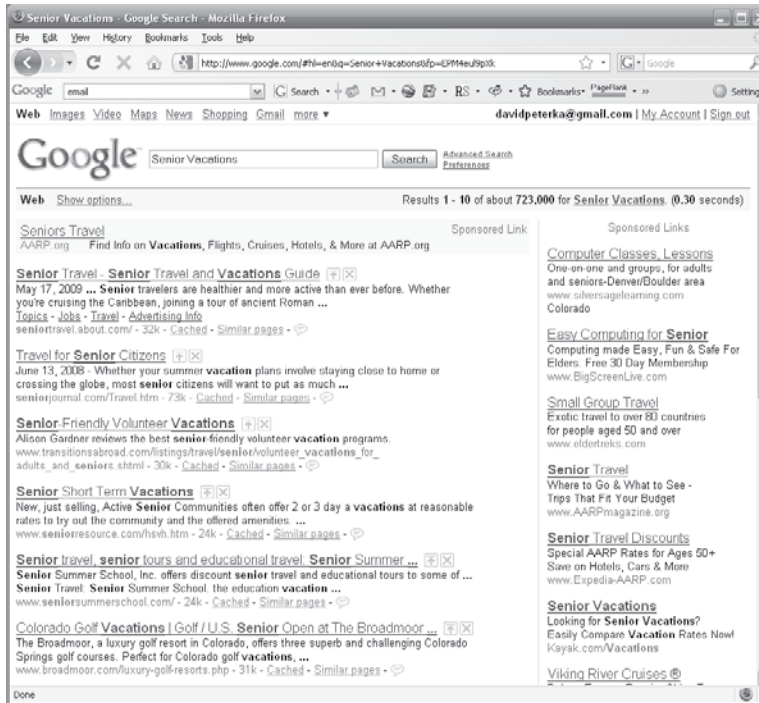 Senior Vacations - Google Search - Mozilla Firefox
File Edit View History Bookmarks Tools Help
http://www.google.com/#hl=en&q=Senior+Vacations&fp=EPM4eul9pXk
Google
Google email Search RS Bookmarks PageRank Setting
Web Images Video Maps News Shopping Gmail more ▼ davidpeterka@gmail.com | My Account | Sign out
Google Senior Vacations Search Advanced Search
Preferences
Web Show options... Results 1 - 10 of about 723,000 for Senior Vacations. (0.30 seconds)
Seniors Travel Sponsored Link
AARP.org Find Info on Vacations, Flights, Cruises, Hotels, & More at AARP.org
Senior Travel - Senior Travel and Vacations Guide
May 17, 2009 ... Senior travelers are healthier and more active than ever before. Whether
you're cruising the Caribbean, joining a tour of ancient Roman ...
Topics - Jobs - Travel - Advertising Info
seniortravel.about.com/ - 32k - Cached - Similar pages -
Travel for Senior Citizens
June 13, 2008 - Whether your summer vacation plans involve staying close to home or
crossing the globe, most senior citizens will want to put as much ...
seniorjournal.com/Travel.htm - 73k - Cached - Similar pages -
Senior-Friendly Volunteer Vacations
Alison Gardner reviews the best senior-friendly volunteer vacation programs.
www.transitionsabroad.com/listings/travel/senior/volunteer_vacations_for_
adults_and_seniors.shtml - 30k - Cached - Similar pages -
Senior Short Term Vacations
New, just selling, Active Senior Communities often offer 2 or 3 day a vacations at reasonable
rates to try out the community and the offered amenities. ...
www.seniorresource.com/hsvh.htm - 24k - Cached - Similar pages -
Senior travel, senior tours and educational travel: Senior Summer ...
Senior Summer School, Inc. offers discount senior travel and educational tours to some of ...
Senior Travel: Senior Summer School. the education vacation ...
www.seniorsummerschool.com/ - 24k - Cached - Similar pages -
Colorado Golf Vacations | Golf / U.S. Senior Open at The Broadmoor ...
The Broadmoor, a luxury golf resort in Colorado, offers three superb and challenging Colorado
Springs golf courses. Perfect for Colorado golf vacations, ...
www.broadmoor.com/luxury-golf-resorts.php - 31k - Cached - Similar pages -
Sponsored Links
Computer Classes, Lessons
One-on-one and groups, for adults
and seniors-Denver/Boulder area
www.silversagelearning.com
Colorado
Easy Computing for Senior
Computing made Easy, Fun & Safe For
Elders. Free 30 Day Membership
www.BigScreenLive.com
Small Group Travel
Exotic travel to over 80 countries
for people aged 50 and over
www.eldertreks.com
Senior Travel
Where to Go & What to See -
Trips That Fit Your Budget
www.AARPmagazine.org
Senior Travel Discounts
Special AARP Rates for Ages 50+
Save on Hotels, Cars & More
www.Expedia-AARP.com
Senior Vacations
Looking for Senior Vacations?
Easily Compare Vacation Rates Now!
Kayak.com/Vacations
Viking River Cruises ®
Done